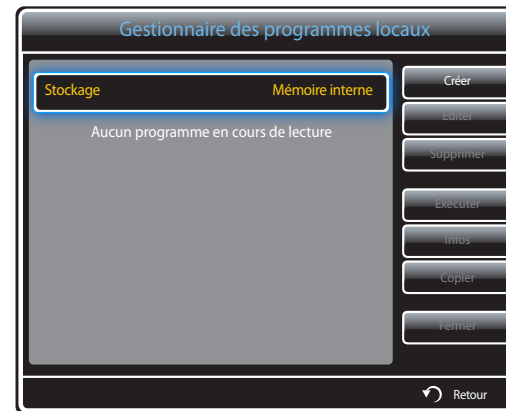 Gestionnaire des programmes locaux
Stockage Mémoire interne
Aucun programme en cours de lecture
Créer
Éditer
Supprimer
Exécuter
Infos
Copier
Fermer
Retour